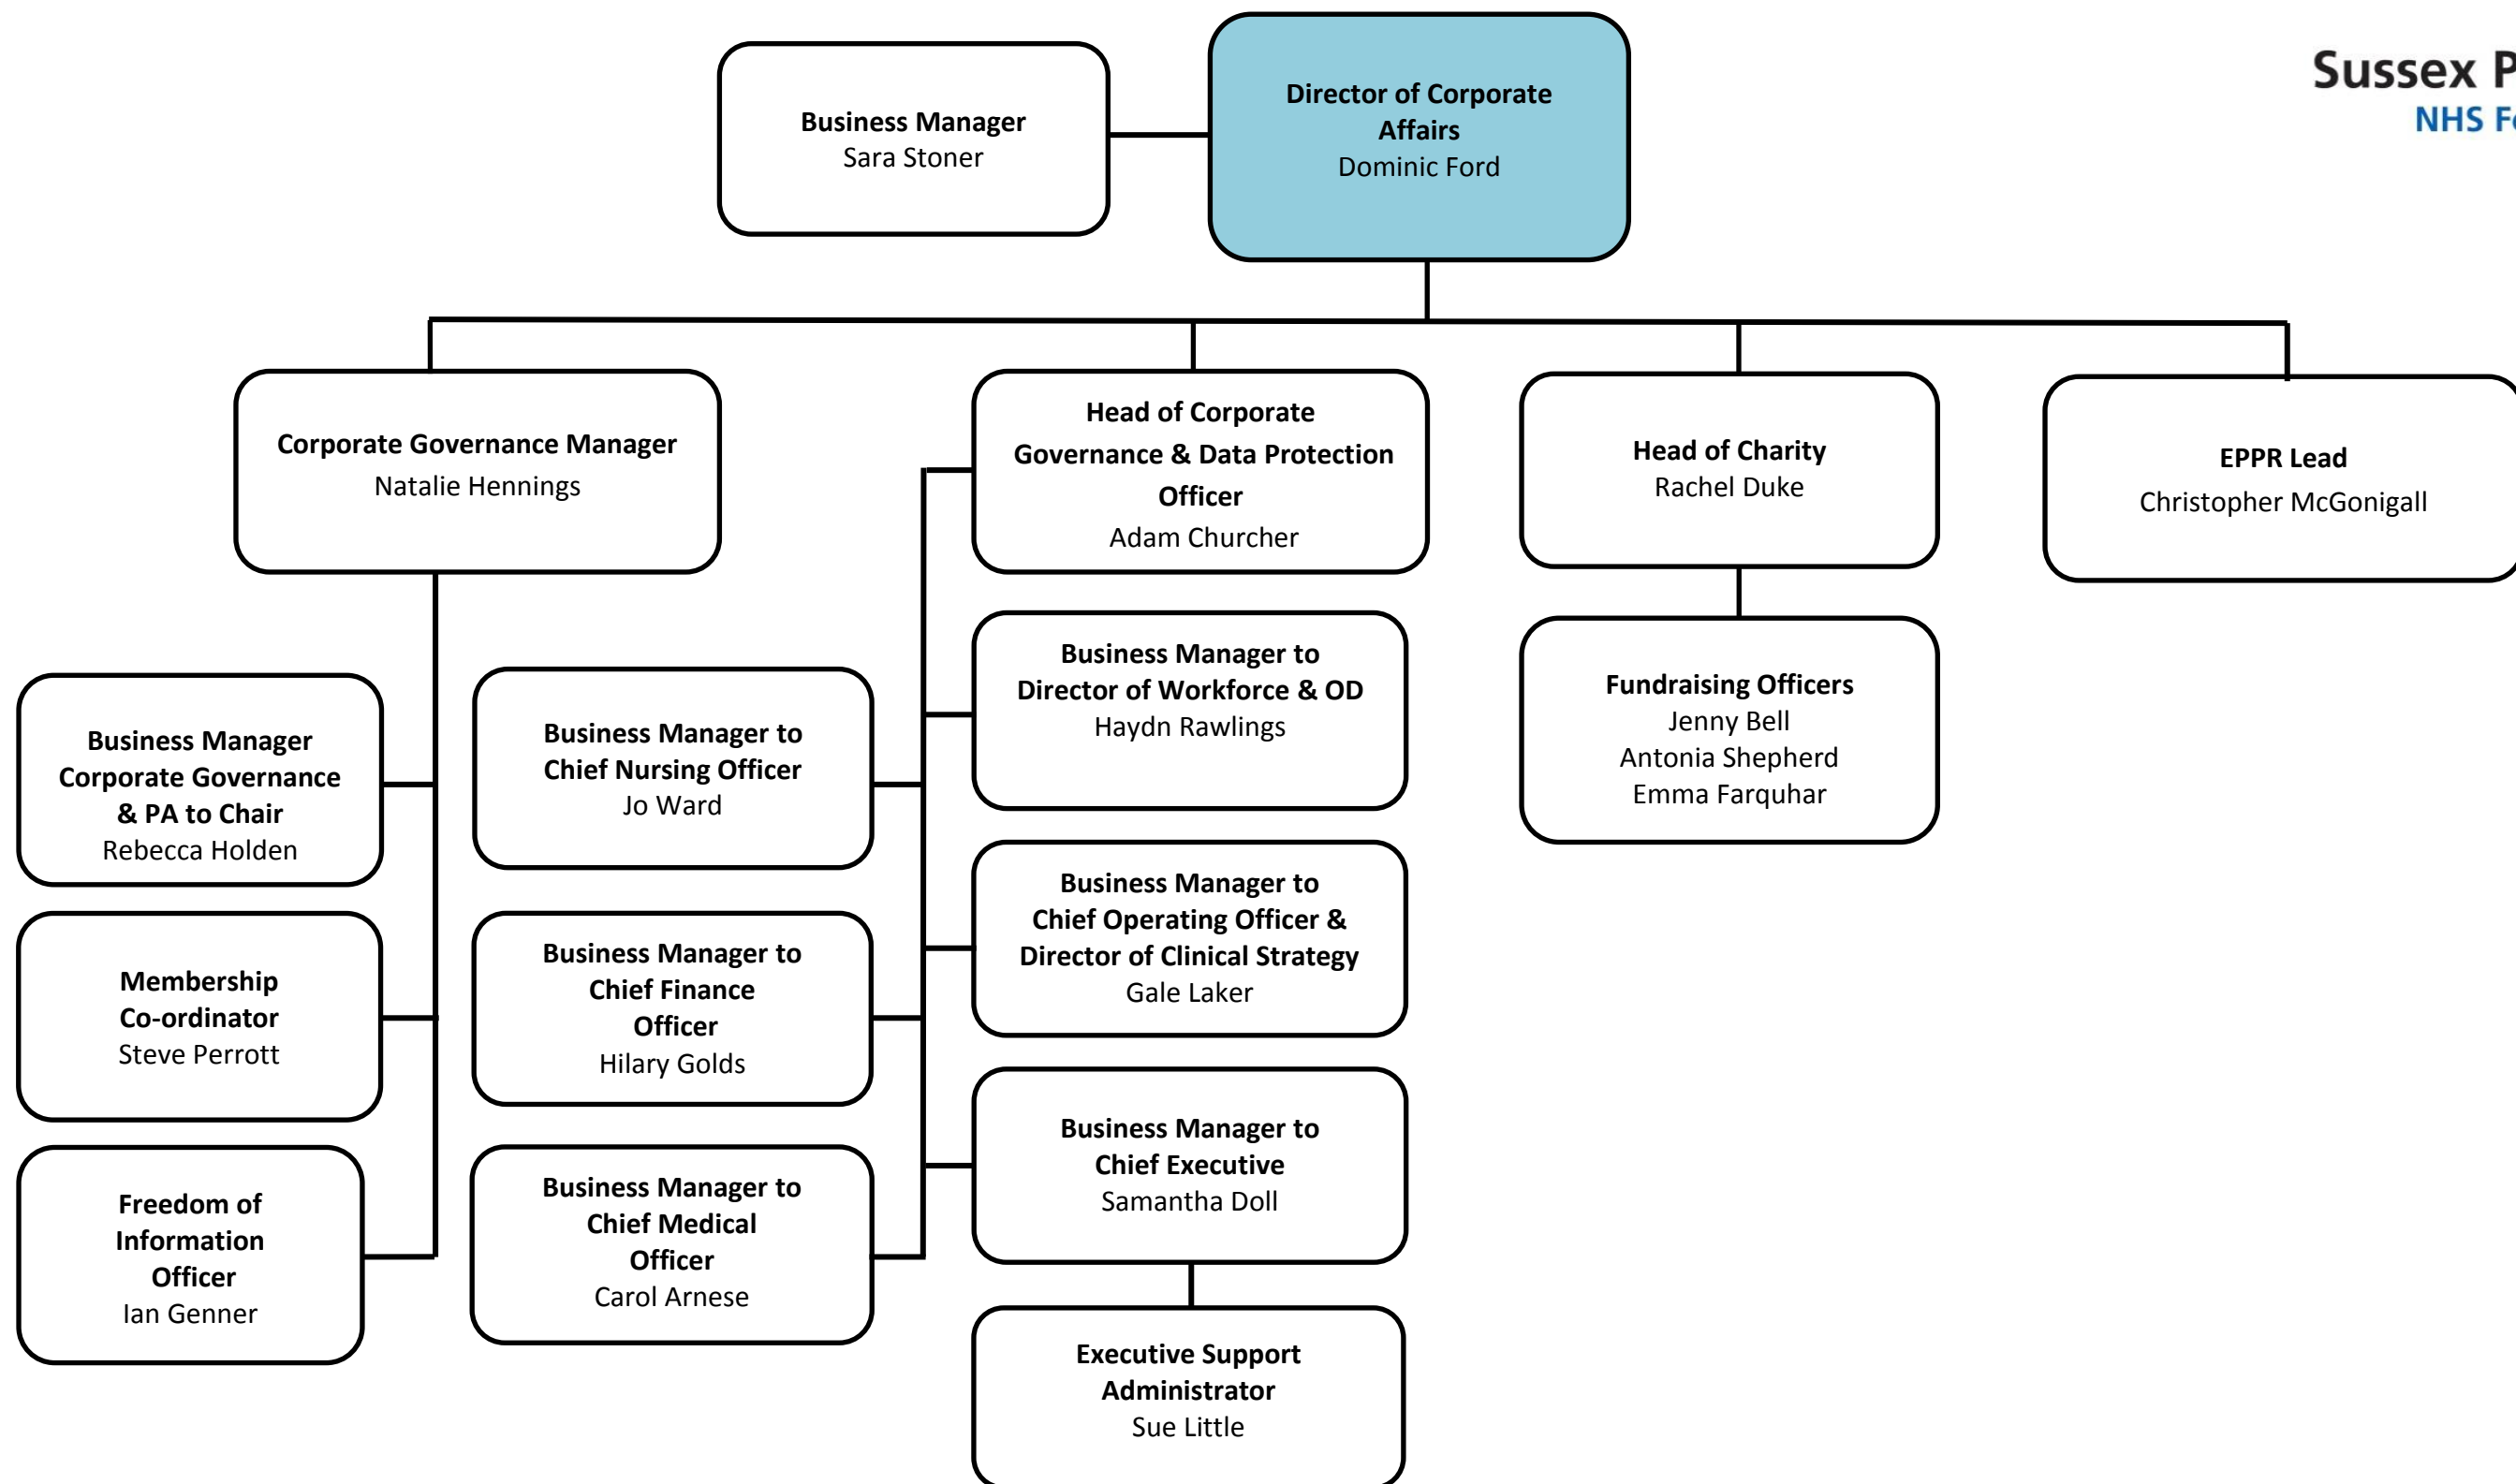 Sussex P
NHS F
Business Manager
Sara Stoner
Director of Corporate
Affairs
Dominic Ford
Corporate Governance Manager
Natalie Hennings
Head of Corporate
Governance & Data Protection
Officer
Adam Churcher
Head of Charity
Rachel Duke
EPPR Lead
Christopher McGonigall
Business Manager
Corporate Governance
& PA to Chair
Rebecca Holden
Business Manager to
Chief Nursing Officer
Jo Ward
Business Manager to
Director of Workforce & OD
Haydn Rawlings
Fundraising Officers
Jenny Bell
Antonia Shepherd
Emma Farquhar
Membership
Co-ordinator
Steve Perrott
Business Manager to
Chief Finance
Officer
Hilary Golds
Business Manager to
Chief Operating Officer &
Director of Clinical Strategy
Gale Laker
Freedom of
Information
Officer
Ian Genner
Business Manager to
Chief Medical
Officer
Carol Arnese
Business Manager to
Chief Executive
Samantha Doll
Executive Support
Administrator
Sue Little